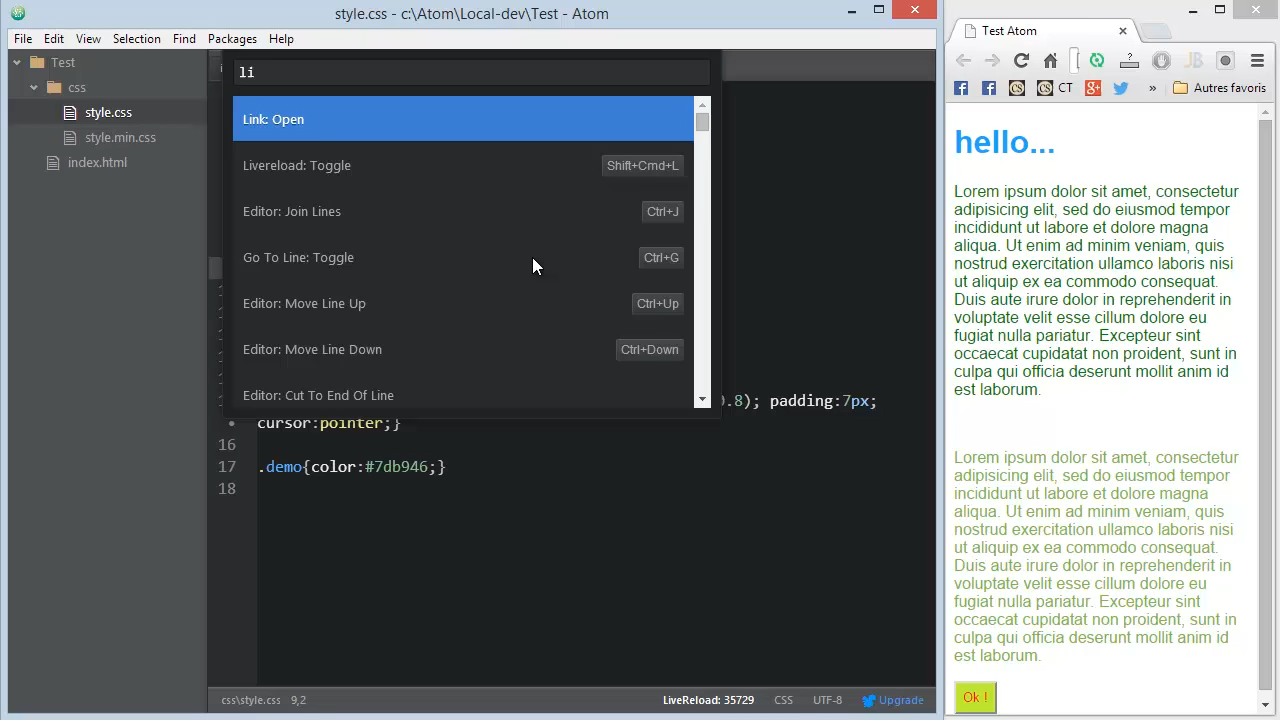 style.css - c:\Atom\Local-dev\Test - Atom
File Edit View Selection Find Packages Help
Test
css
style.css
style.min.css
index.html
li
Link: Open
Livereload: Toggle Shift+Cmd+L
Editor: Join Lines Ctrl+J
Go To Line: Toggle Ctrl+G
Editor: Move Line Up Ctrl+Up
Editor: Move Line Down Ctrl+Down
Editor: Cut To End Of Line
.8); padding:7px;
cursor:pointer;}
16
17 .demo{color:#7db946;}
18
css\style.css 9,2 LiveReload: 35729 CSS UTF-8 Upgrade
Test Atom
CT Autres favoris
hello...
Lorem ipsum dolor sit amet, consectetur
adipisicing elit, sed do eiusmod tempor
incididunt ut labore et dolore magna
aliqua. Ut enim ad minim veniam, quis
nostrud exercitation ullamco laboris nisi
ut aliquip ex ea commodo consequat.
Duis aute irure dolor in reprehenderit in
voluptate velit esse cillum dolore eu
fugiat nulla pariatur. Excepteur sint
occaecat cupidatat non proident, sunt in
culpa qui officia deserunt mollit anim id
est laborum.
Lorem ipsum dolor sit amet, consectetur
adipisicing elit, sed do eiusmod tempor
incididunt ut labore et dolore magna
aliqua. Ut enim ad minim veniam, quis
nostrud exercitation ullamco laboris nisi
ut aliquip ex ea commodo consequat.
Duis aute irure dolor in reprehenderit in
voluptate velit esse cillum dolore eu
fugiat nulla pariatur. Excepteur sint
occaecat cupidatat non proident, sunt in
culpa qui officia deserunt mollit anim id
est laborum.
Ok !